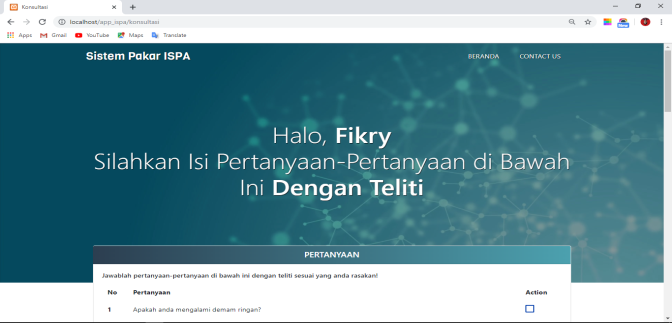 Konsultasi
localhost/app_ispa/konsultasi
Apps Gmail YouTube Maps Translate
Sistem Pakar ISPA
BERANDA CONTACT US
Halo, Fikry
Silahkan Isi Pertanyaan-Pertanyaan di Bawah
Ini Dengan Teliti
PERTANYAAN
Jawablah pertanyaan-pertanyaan di bawah ini dengan teliti sesuai yang anda rasakan!
No Pertanyaan Action
1 Apakah anda mengalami demam ringan?